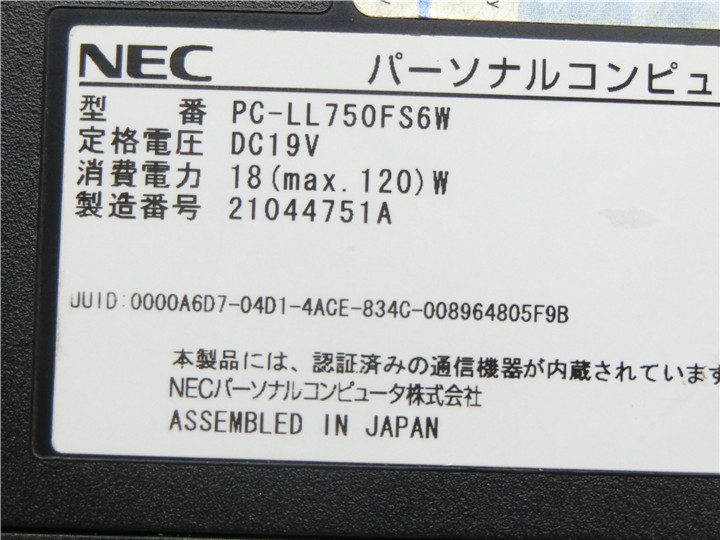 NEC パーソナルコンピュ
型 番 PC-LL750FS6W
定格電圧 DC19V
消費電力 18(max.120)W
製造番号 21044751A
UUID:0000A6D7-04D1-4ACE-834C-008964805F9B
本製品には、認証済みの通信機器が内蔵されています
NECパーソナルコンピュータ株式会社
ASSEMBLED IN JAPAN